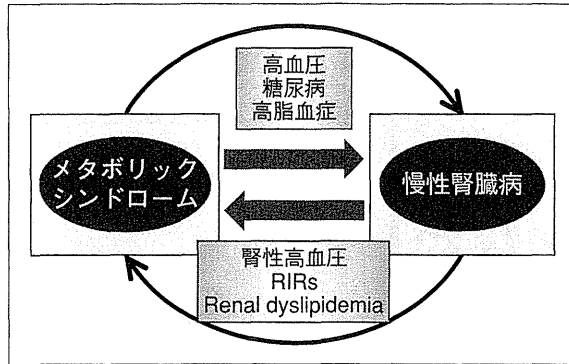 高血圧
糖尿病
高脂血症
メタボリック
シンドローム
慢性腎臓病
腎性高血圧
RIRs
Renal dyslipidemia